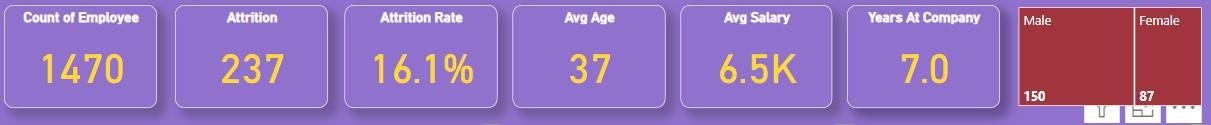 Count of Employee
1470
Attrition
237
Attrition Rate
16.1%
Avg Age
37
Avg Salary
6.5K
Years At Company
7.0
Male
150
Female
87